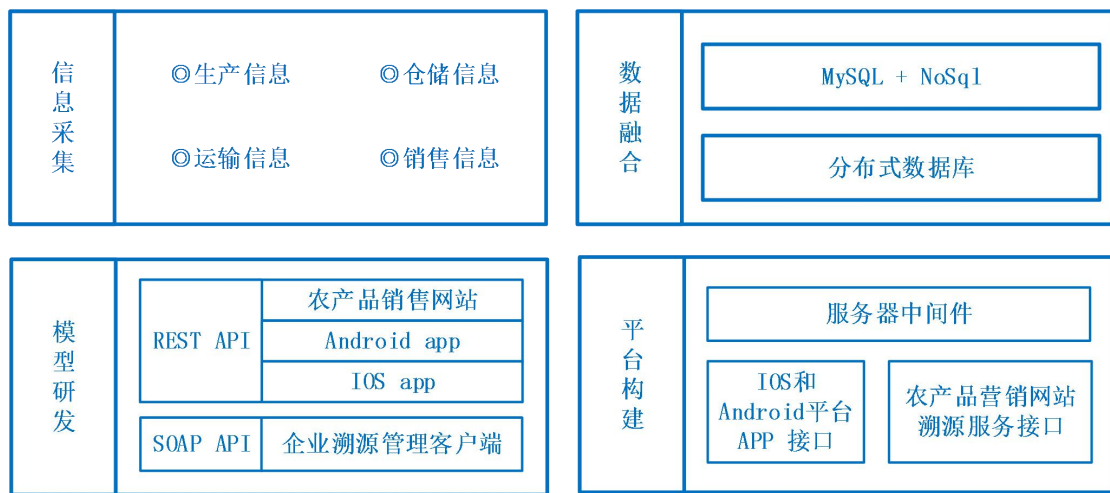 信息采集
◎生产信息
◎仓储信息
◎运输信息
◎销售信息
数据融合
MySQL + NoSql
分布式数据库
模型研发
REST API
农产品销售网站
Android app
IOS app
SOAP API
企业溯源管理客户端
平台构建
服务器中间件
IOS和
Android平台
APP 接口
农产品营销网站
溯源服务接口